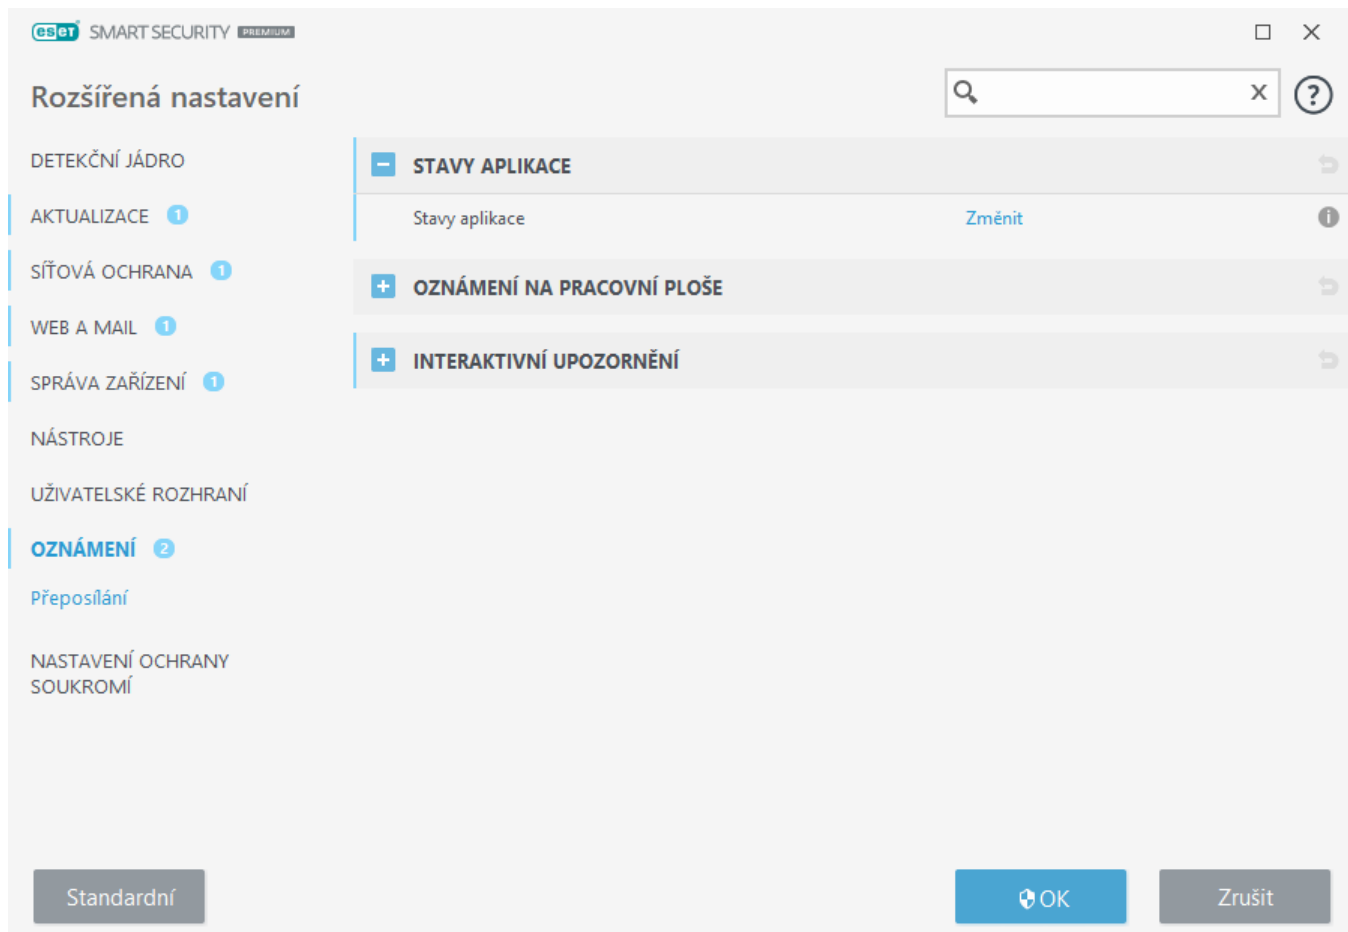 eset SMART SECURITY PREMIUM
Rozšířená nastavení
X
?
DETEKČNÍ JÁDRO
AKTUALIZACE 1
SÍŤOVÁ OCHRANA 1
WEB A MAIL 1
SPRÁVA ZAŘÍZENÍ 1
NÁSTROJE
UŽIVATELSKÉ ROZHRANÍ
OZNÁMENÍ 2
Přeposílání
NASTAVENÍ OCHRANY
SOUKROMÍ
STAVY APLIKACE
Stavy aplikace Změnit
OZNÁMENÍ NA PRACOVNÍ PLOŠE
INTERAKTIVNÍ UPOZORNĚNÍ
Standardní
OK
Zrušit